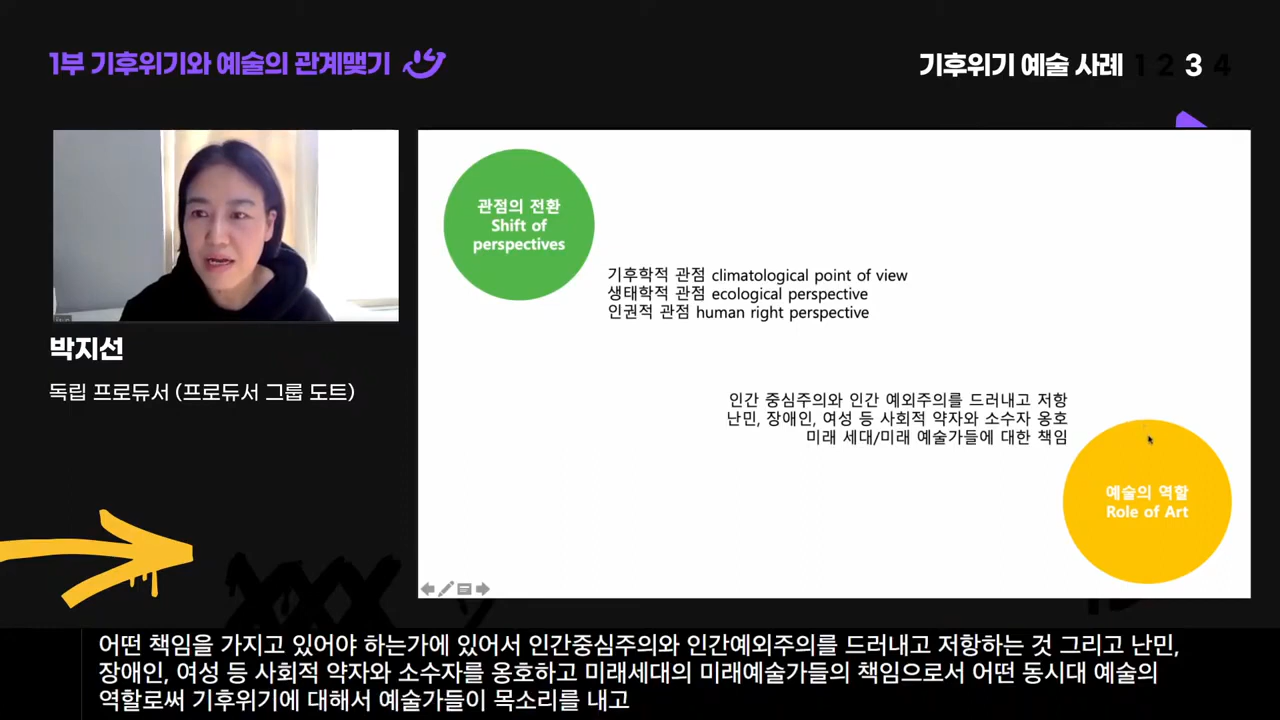 1부 기후위기와 예술의 관계맺기
기후위기 예술 사례 1 2 3 4
관점의 전환
Shift of
perspectives
기후학적 관점 climatological point of view
생태학적 관점 ecological perspective
인권적 관점 human right perspective
박지선
독립 프로듀서 (프로듀서 그룹 도트)
인간 중심주의와 인간 예외주의를 드러내고 저항
난민, 장애인, 여성 등 사회적 약자와 소수자 옹호
미래 세대/미래 예술가들에 대한 책임
예술의 역할
Role of Art
어떤 책임을 가지고 있어야 하는가에 있어서 인간중심주의와 인간예외주의를 드러내고 저항하는 것 그리고 난민,
장애인, 여성 등 사회적 약자와 소수자를 옹호하고 미래세대의 미래예술가들의 책임으로서 어떤 동시대 예술의
역할로써 기후위기에 대해서 예술가들이 목소리를 내고